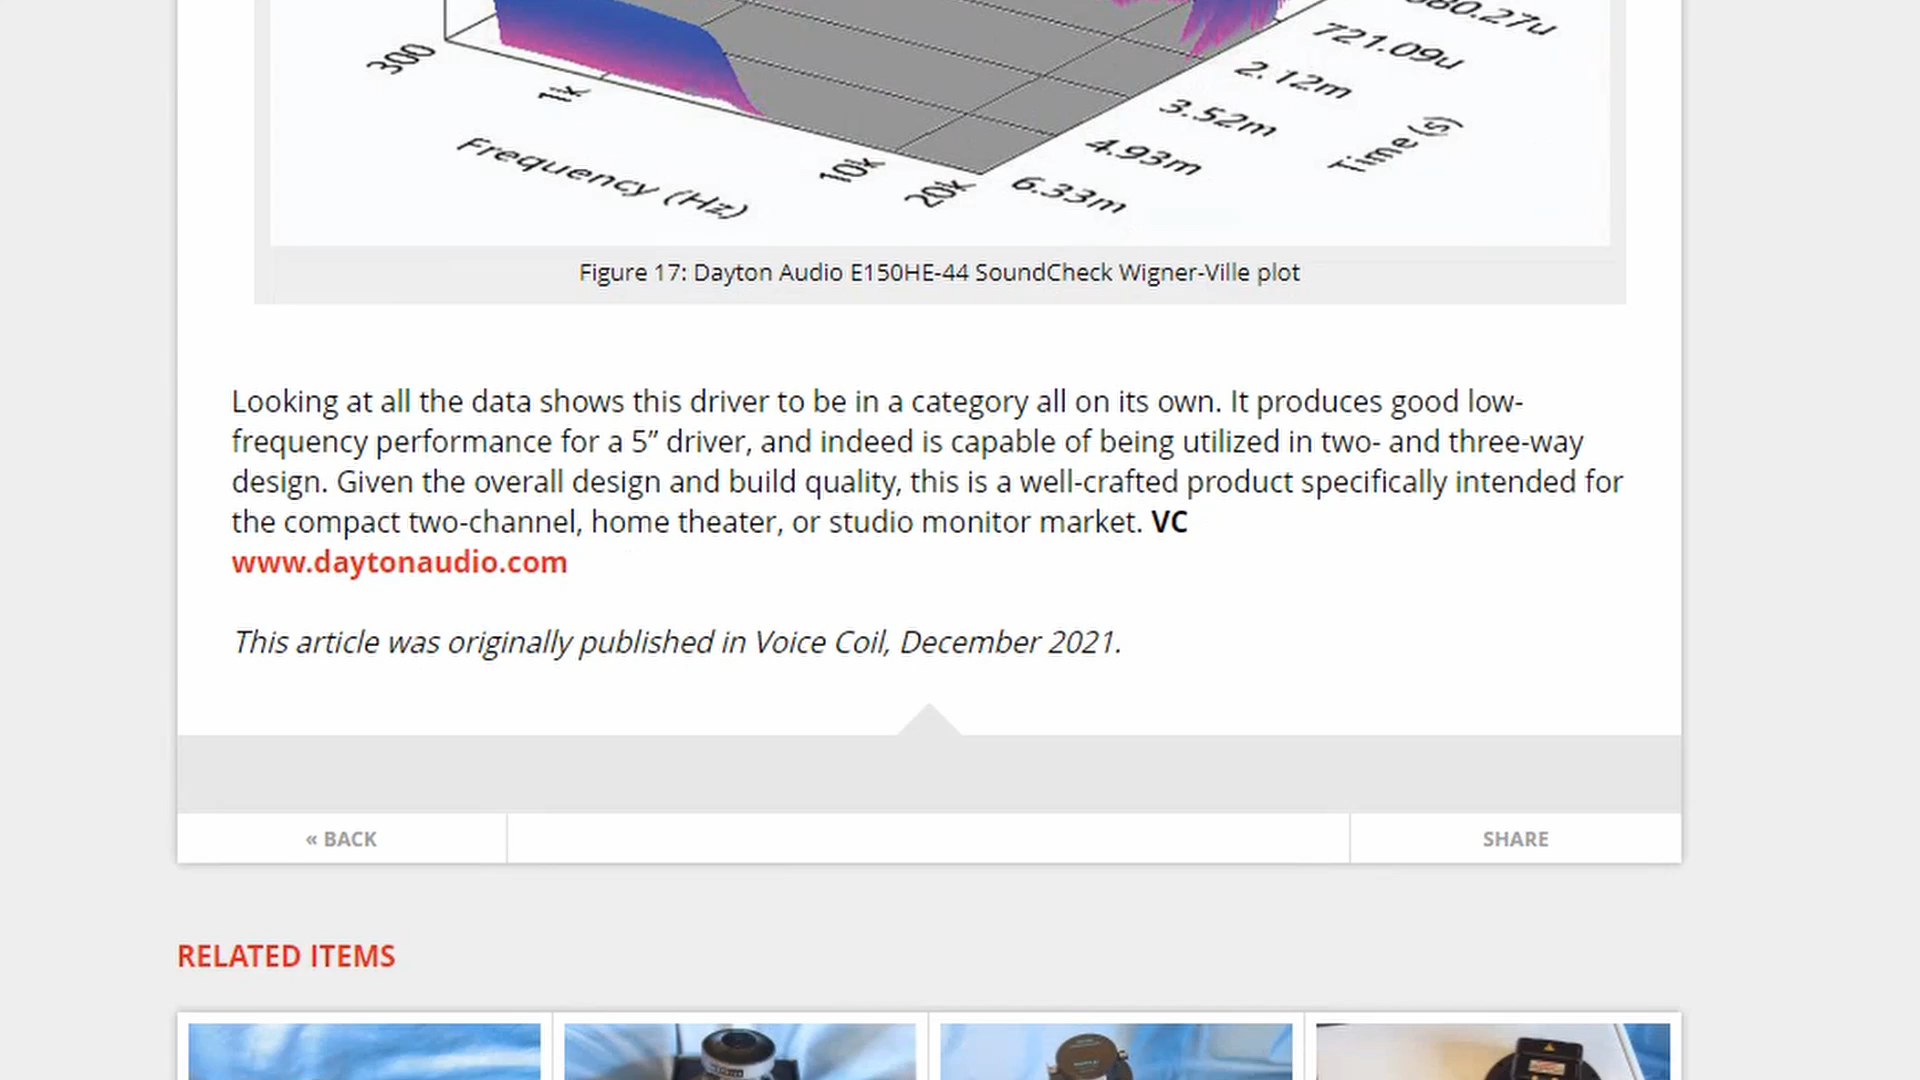 721.09u
2.12m
3.52m
4.93m
6.33m
Time (s)
300
1k
10k
20k
Frequency (Hz)
Figure 17: Dayton Audio E150HE-44 SoundCheck Wigner-Ville plot
Looking at all the data shows this driver to be in a category all on its own. It produces good low-
frequency performance for a 5” driver, and indeed is capable of being utilized in two- and three-way
design. Given the overall design and build quality, this is a well-crafted product specifically intended for
the compact two-channel, home theater, or studio monitor market. VC
www.daytonaudio.com
This article was originally published in Voice Coil, December 2021.
« BACK
SHARE
RELATED ITEMS